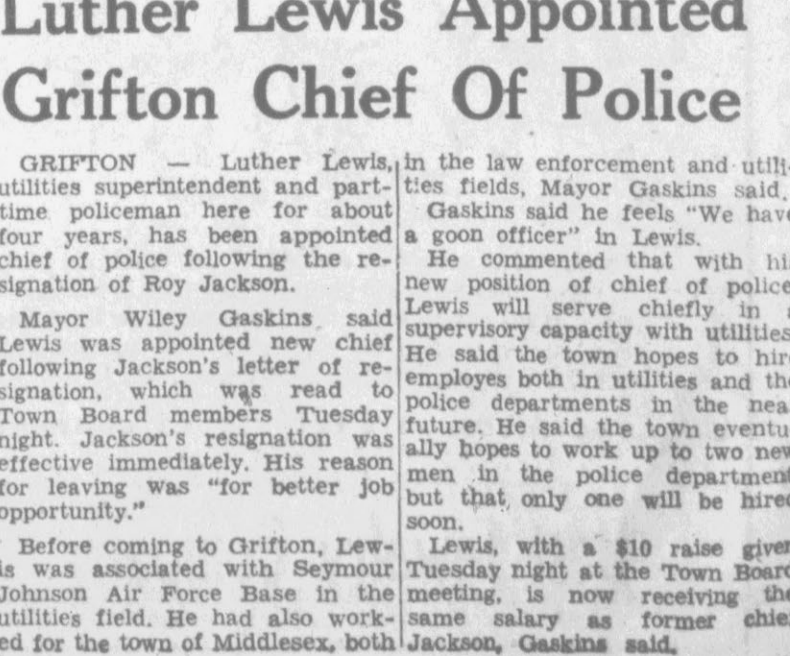 Luther Lewis Appointed
Grifton Chief Of Police
GRIFTON — Luther Lewis,
utilities superintendent and part-
time policeman here for about
four years, has been appointed
chief of police following the re-
signation of Roy Jackson.
Mayor Wiley Gaskins said
Lewis was appointed new chief
following Jackson's letter of re-
signation, which was read to
Town Board members Tuesday
night. Jackson's resignation was
effective immediately. His reason
for leaving was "for better job
opportunity."
Before coming to Grifton, Lew-
is was associated with Seymour
Johnson Air Force Base in the
utilities field. He had also work-
ed for the town of Middlesex, both
in the law enforcement and utili-
ties fields, Mayor Gaskins said.
Gaskins said he feels "We have
a goon officer" in Lewis.
He commented that with hi
new position of chief of police
Lewis will serve chiefly in a
supervisory capacity with utilities
He said the town hopes to hire
employes both in utilities and the
police departments in the nea
future. He said the town eventu
ally hopes to work up to two new
men in the police department
but that only one will be hired
soon.
Lewis, with a $10 raise given
Tuesday night at the Town Board
meeting, is now receiving the
same salary as former chief
Jackson, Gaskins said.